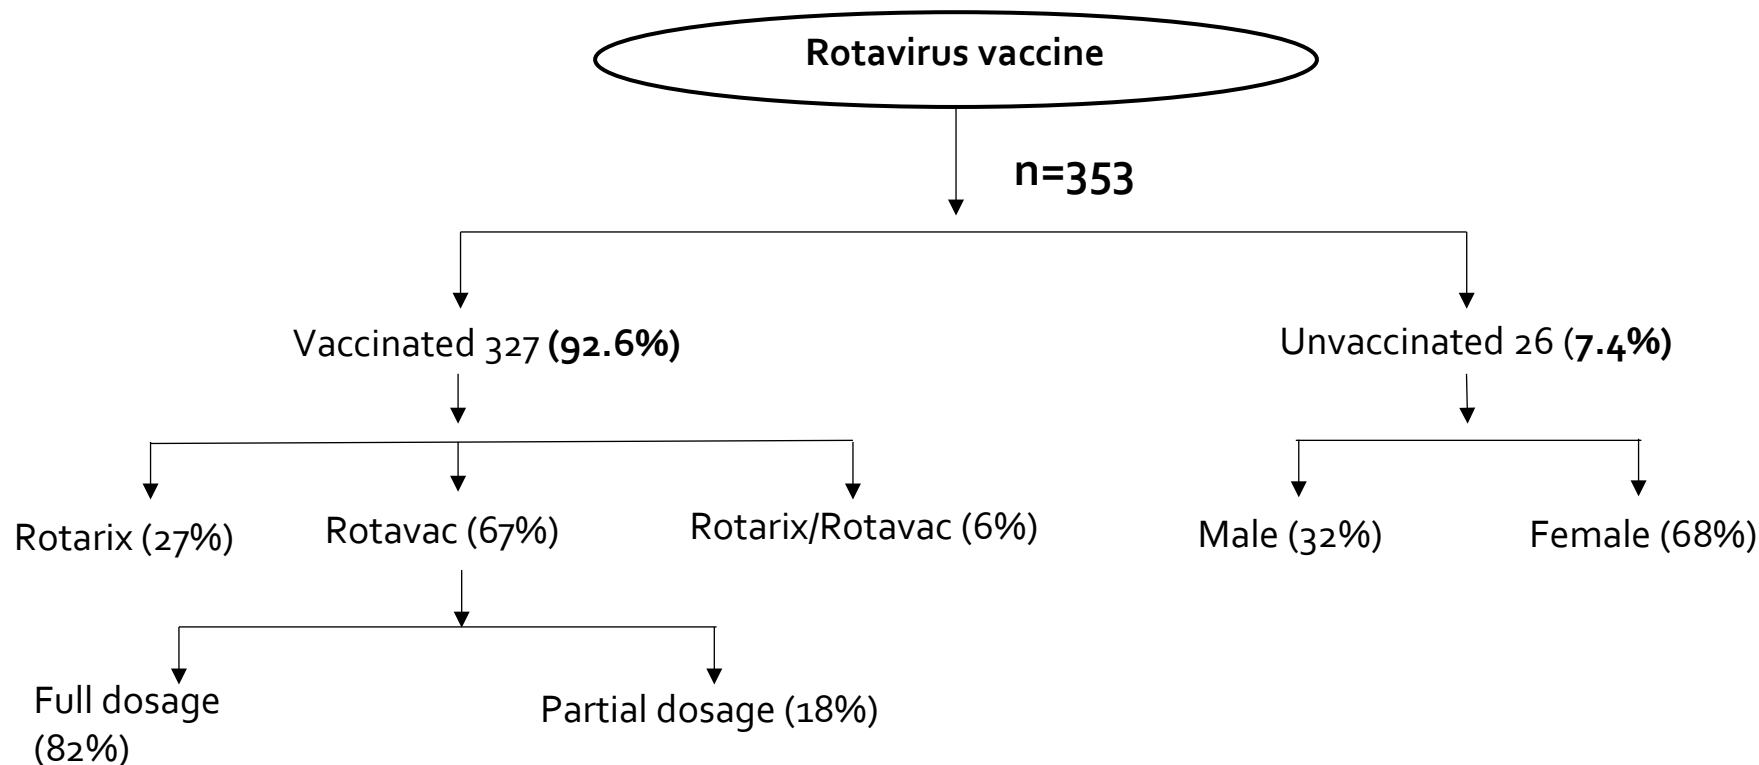 Rotavirus vaccine
n=353
Vaccinated 327 (92.6%)
Unvaccinated 26 (7.4%)
Rotarix (27%)
Rotavac (67%)
Rotarix/Rotavac (6%)
Male (32%)
Female (68%)
Full dosage
(82%)
Partial dosage (18%)